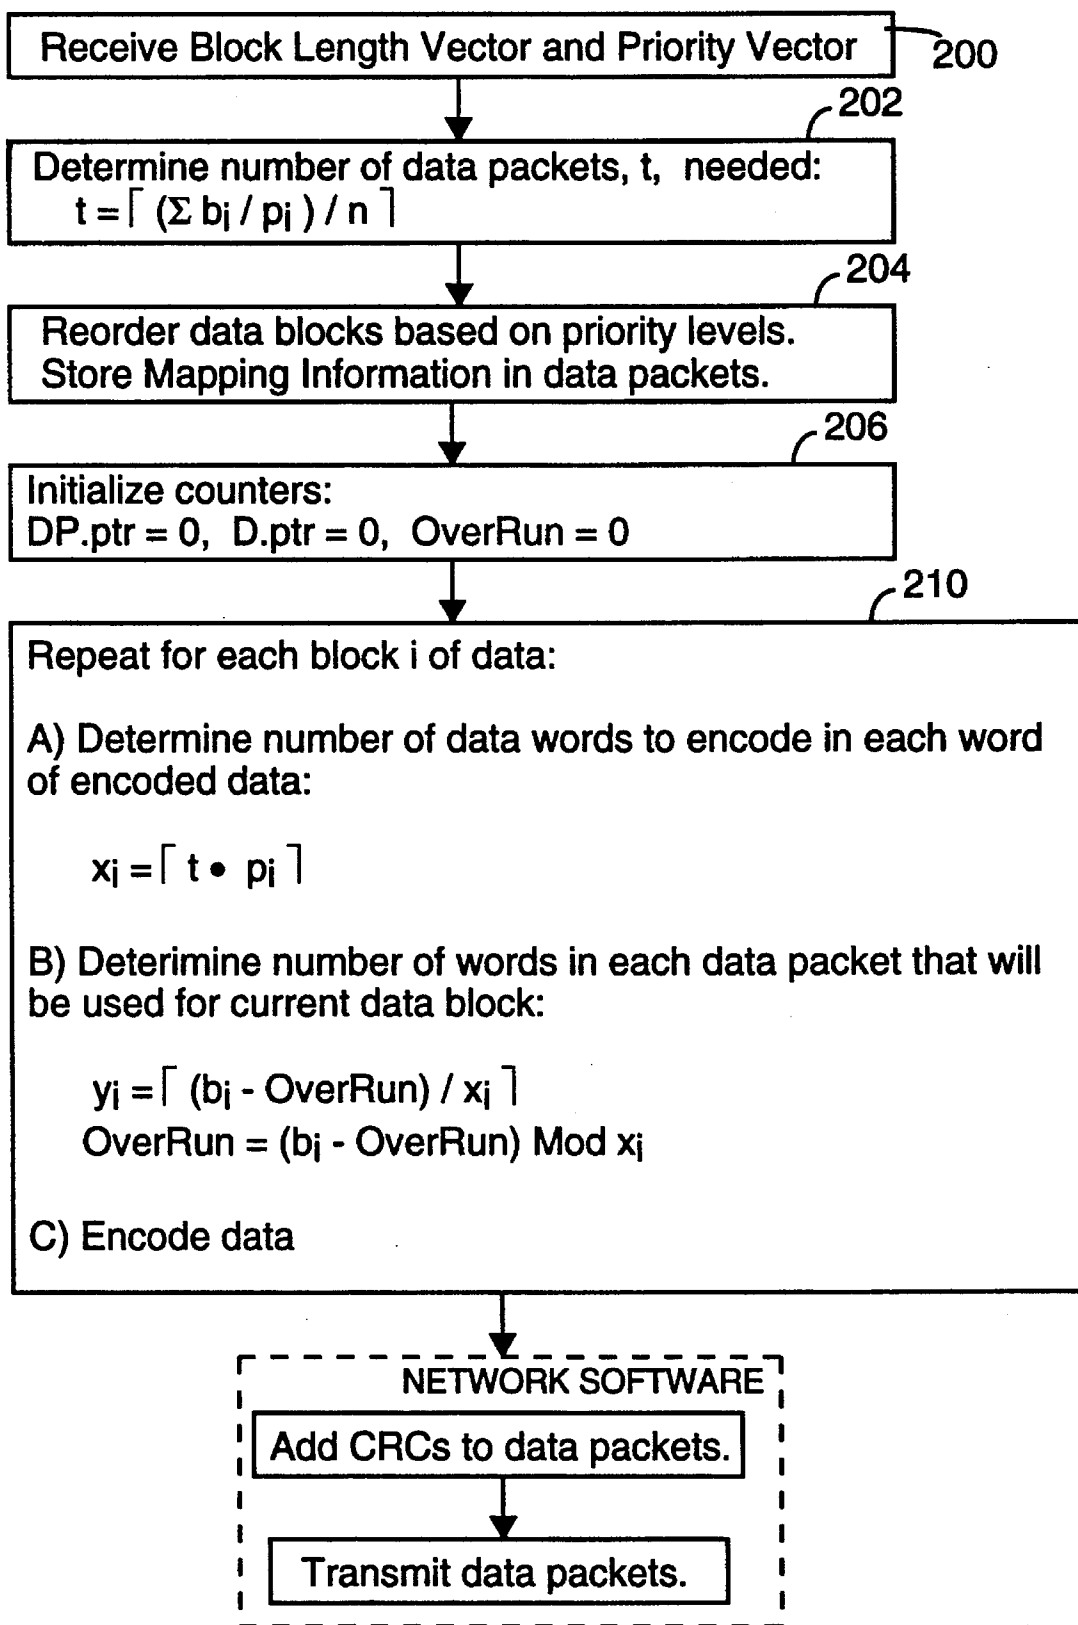 Receive Block Length Vector and Priority Vector
200
202
Determine number of data packets, t, needed:
t = ⌈ (Σ bi / pi ) / n ⌉
204
Reorder data blocks based on priority levels.
Store Mapping Information in data packets.
206
Initialize counters:
DP.ptr = 0, D.ptr = 0, OverRun = 0
210
Repeat for each block i of data:
A) Determine number of data words to encode in each word
of encoded data:
xi = ⌈ t • pi ⌉
B) Deterimine number of words in each data packet that will
be used for current data block:
yi = ⌈ (bi - OverRun) / xi ⌉
OverRun = (bi - OverRun) Mod xi
C) Encode data
NETWORK SOFTWARE
Add CRCs to data packets.
Transmit data packets.